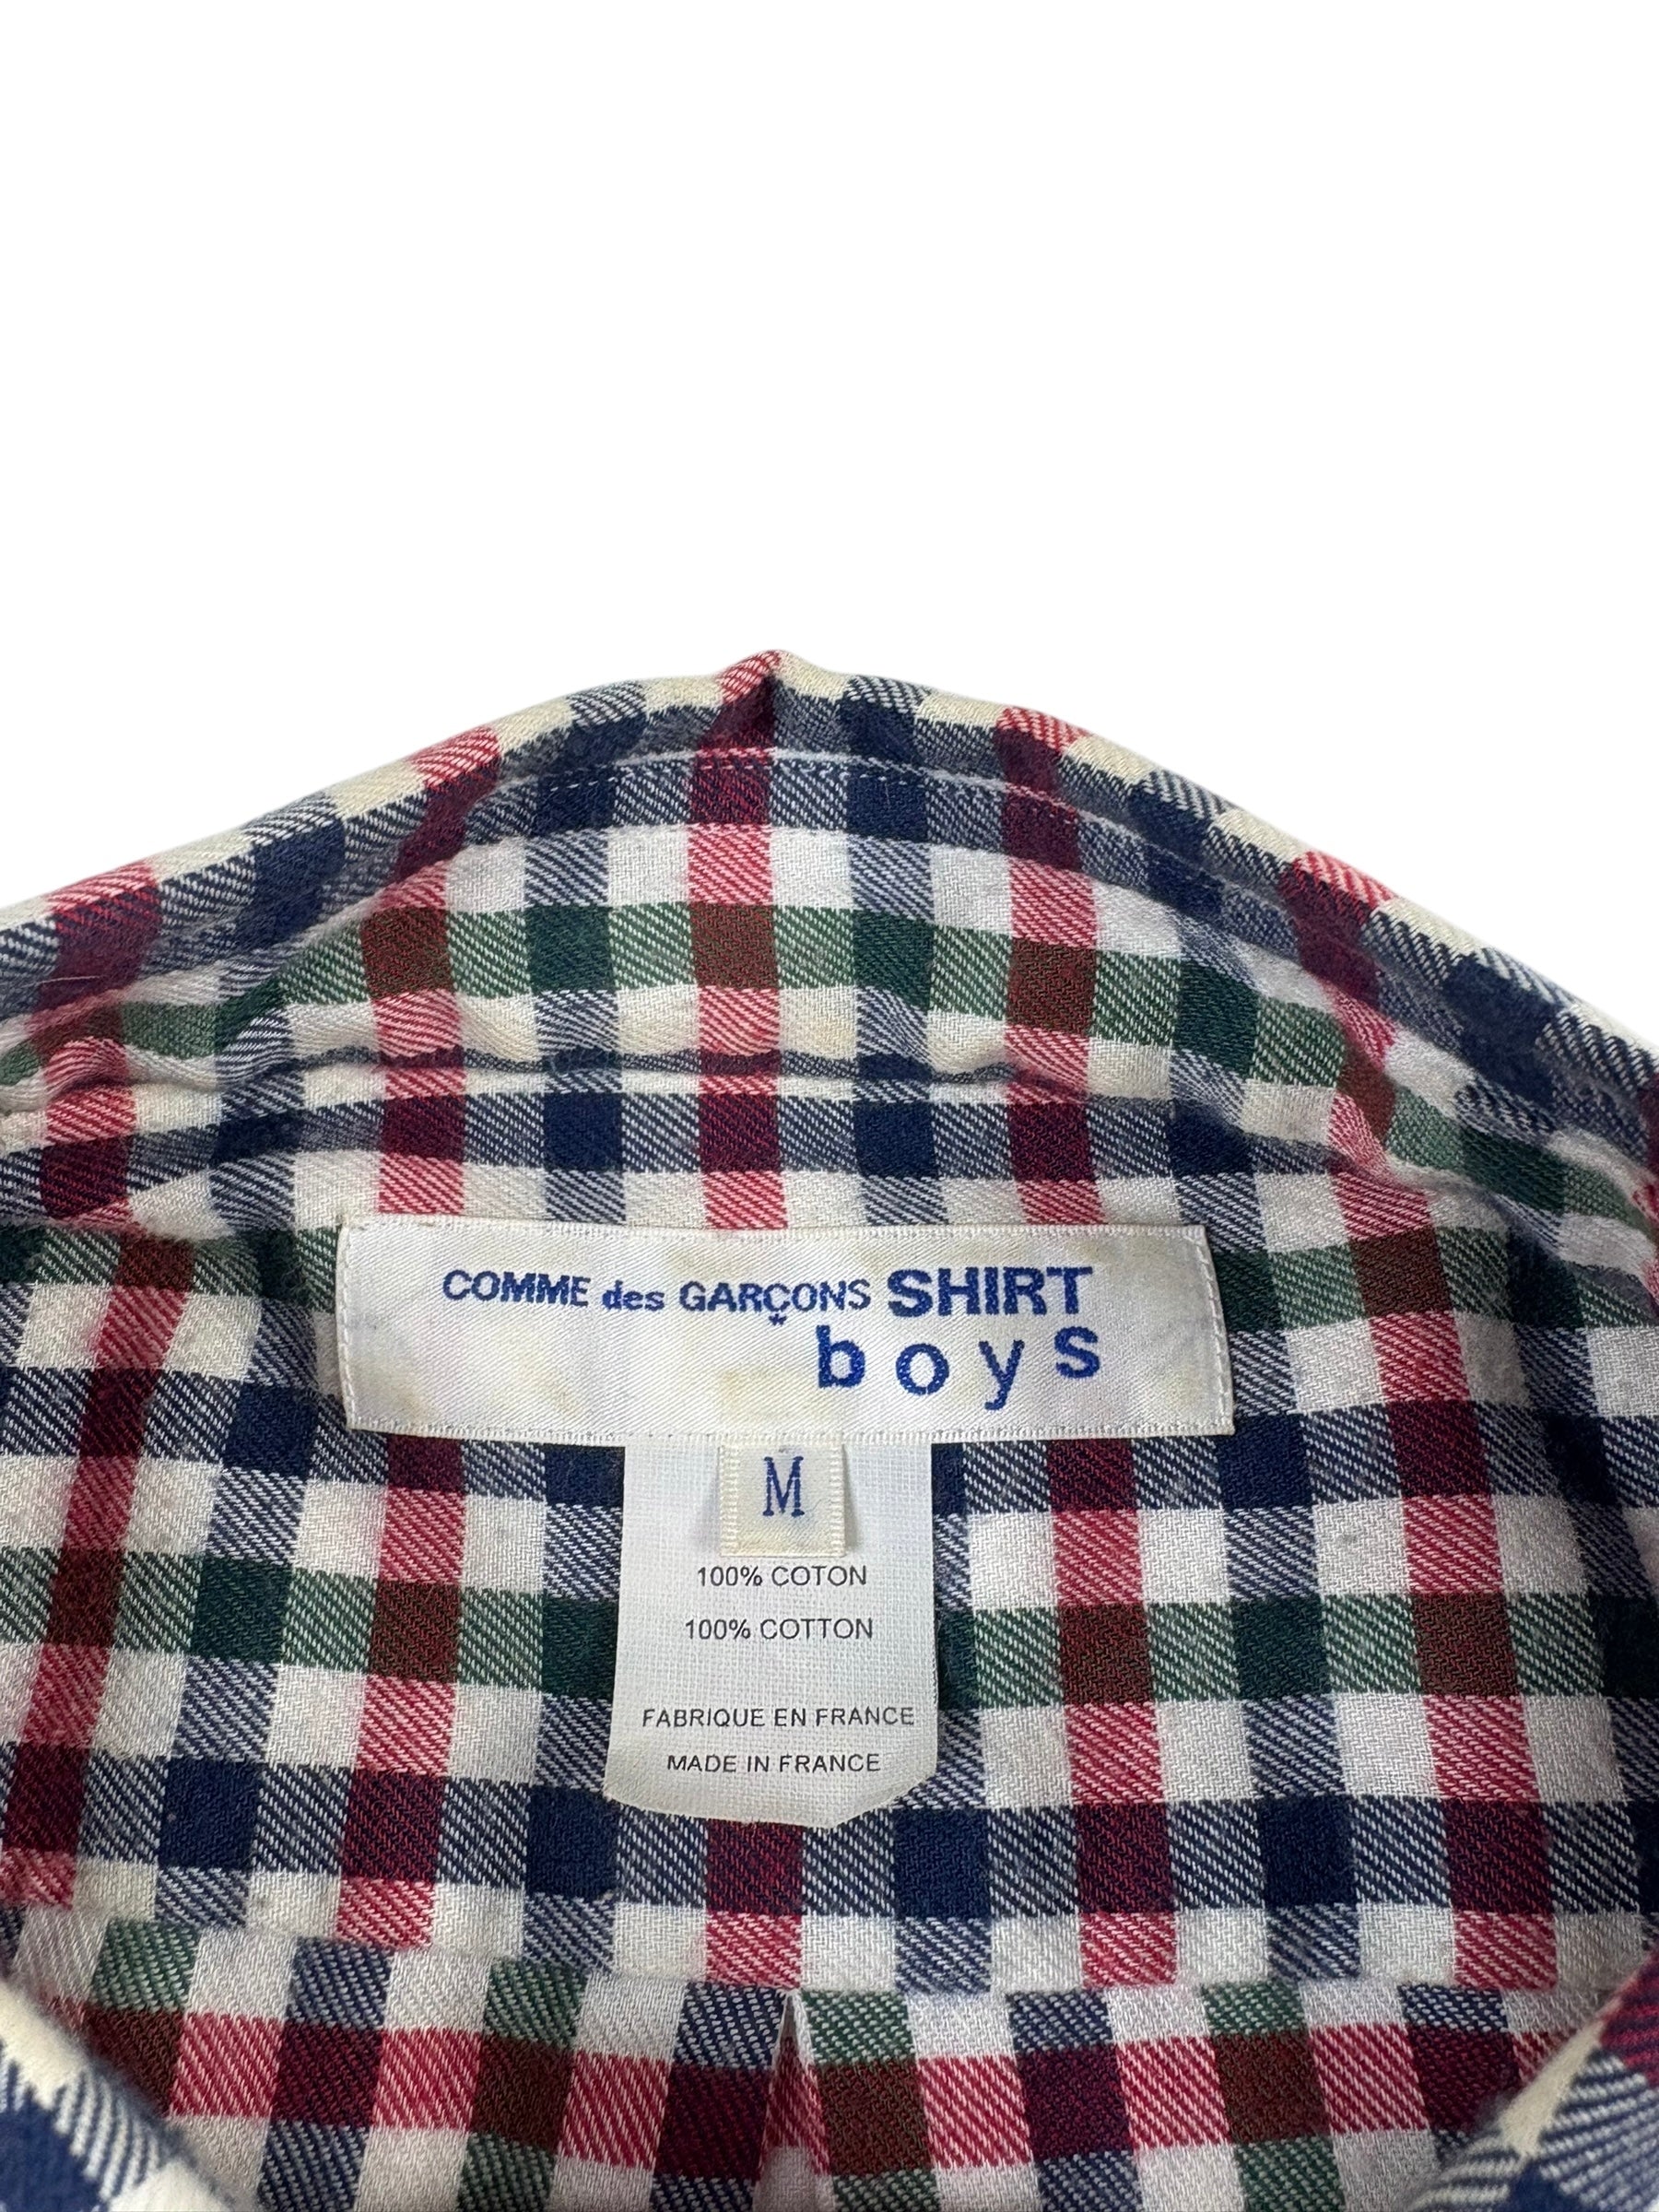 COMME des GARÇONS SHIRT
boys
M
100% COTON
100% COTTON
FABRIQUE EN FRANCE
MADE IN FRANCE